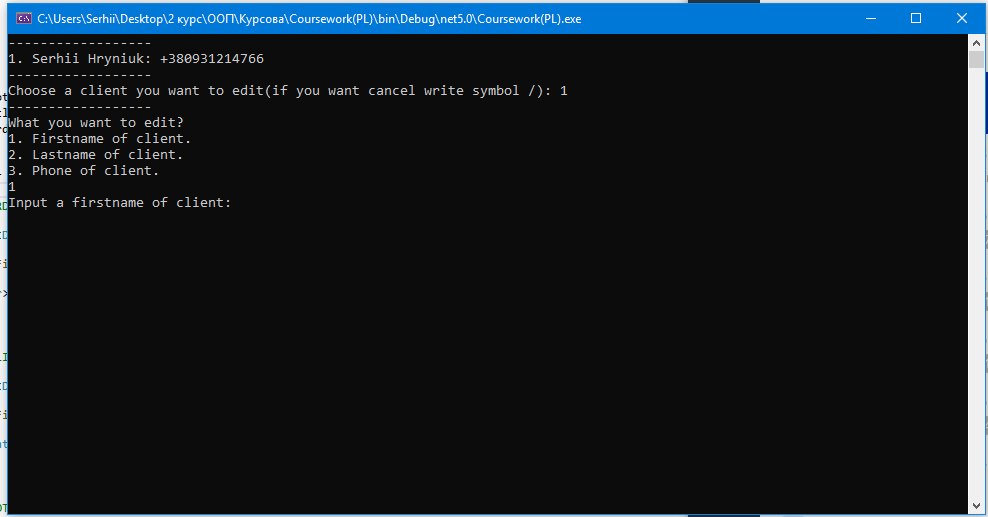 C:\Users\Serhii\Desktop\2 курс\ООП\Курсова\Coursework(PL)\bin\Debug\net5.0\Coursework(PL).exe
------------------
1. Serhii Hryniuk: +380931214766
------------------
Choose a client you want to edit(if you want cancel write symbol /): 1
------------------
What you want to edit?
1. Firstname of client.
2. Lastname of client.
3. Phone of client.
1
Input a firstname of client: